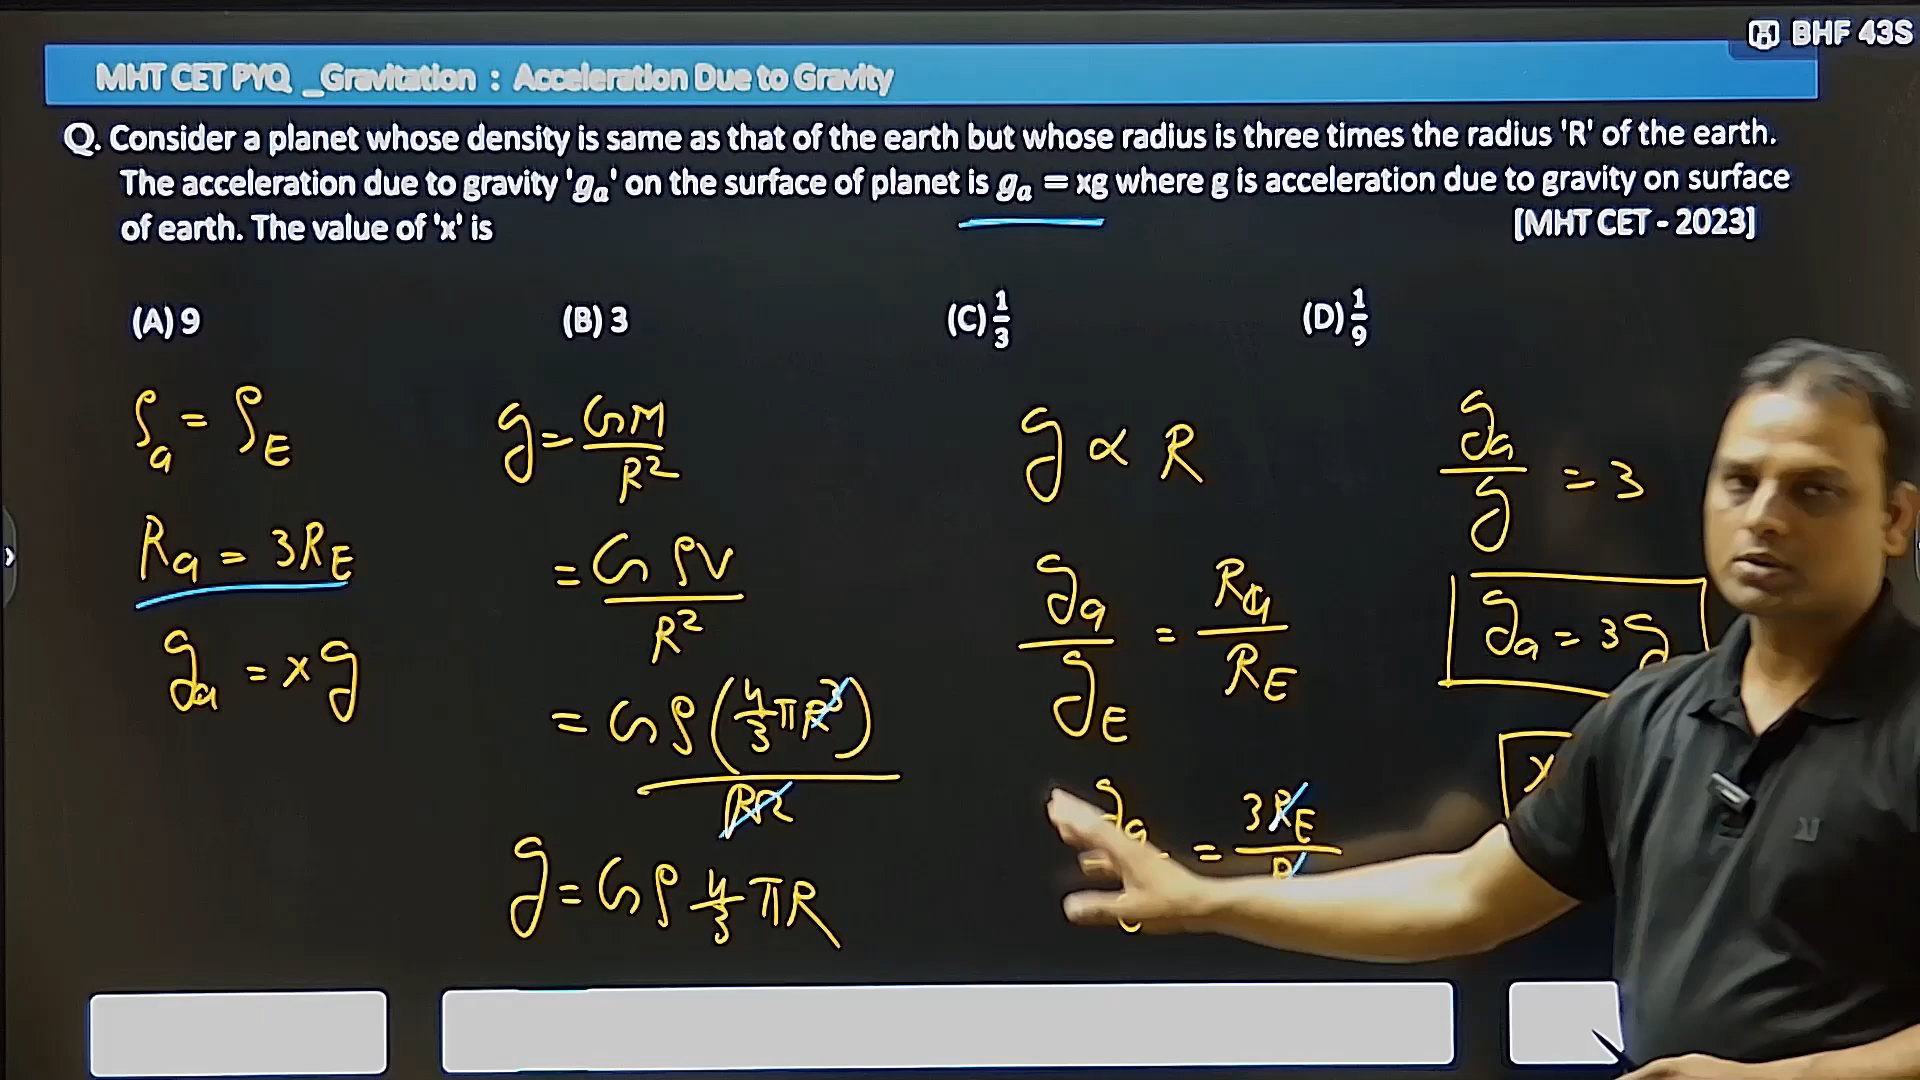 BHF 43S
MHT CET PYQ _Gravitation : Acceleration Due to Gravity
Q. Consider a planet whose density is same as that of the earth but whose radius is three times the radius 'R' of the earth.
The acceleration due to gravity 'gₐ' on the surface of planet is gₐ = xg where g is acceleration due to gravity on surface
of earth. The value of 'x' is [MHT CET - 2023]
(A) 9 (B) 3 (C) 1/3 (D) 1/9
ρₐ = ρ_E
Rₐ = 3R_E
gₐ = xg
g = GM/R²
= GρV/R²
= Gρ(4/3 πR³)/R²
g = Gρ 4/3 πR
g ∝ R
gₐ/g_E = Rₐ/R_E
gₐ = 3R_E/R
gₐ/g = 3
gₐ = 3g
x